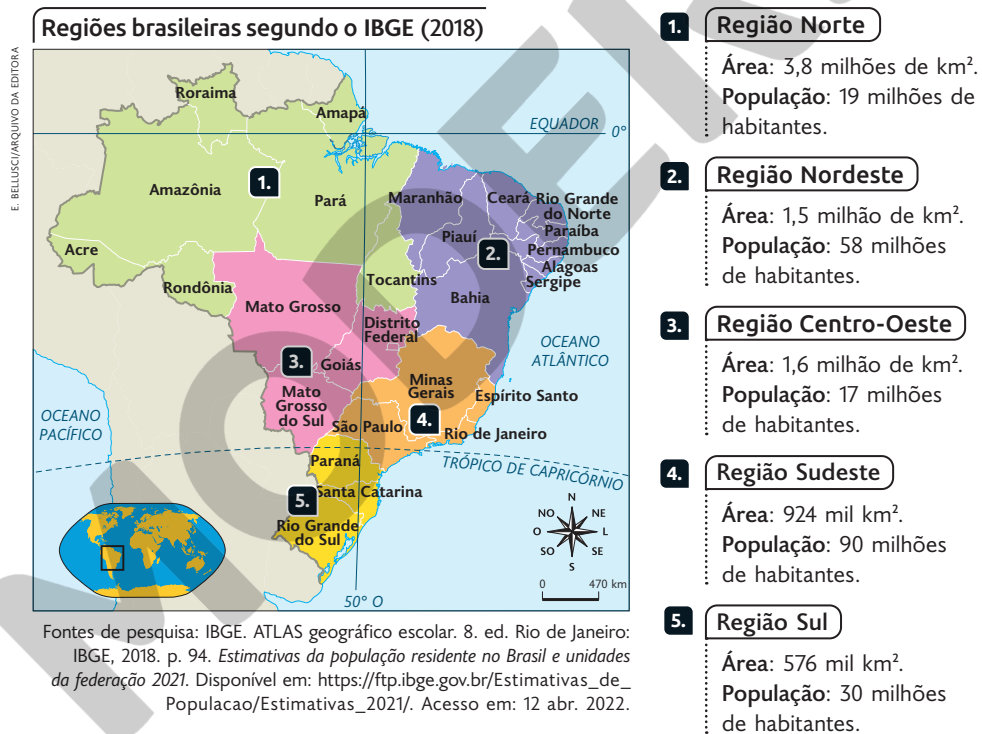 Regiões brasileiras segundo o IBGE (2018)
E. BELLUSCI/ARQUIVO DA EDITORA
Roraima
Amapá
EQUADOR
0°
Amazônia
1.
Pará
Maranhão
Ceará
Rio Grande
do Norte
Paraíba
Piauí
Pernambuco
2.
Acre
Alagoas
Sergipe
Rondônia
Tocantins
Bahia
Mato Grosso
Distrito
Federal
OCEANO
ATLÂNTICO
3.
Goiás
Minas
Gerais
Espírito Santo
Mato
Grosso
do Sul
OCEANO
PACÍFICO
São Paulo
4.
Rio de Janeiro
Paraná
TRÓPICO DE CAPRICÓRNIO
5.
Santa Catarina
Rio Grande
do Sul
N
NO
NE
O
L
SO
SE
S
0
470 km
50° O
Fontes de pesquisa: IBGE. ATLAS geográfico escolar. 8. ed. Rio de Janeiro:
IBGE, 2018. p. 94. Estimativas da população residente no Brasil e unidades
da federação 2021. Disponível em: https://ftp.ibge.gov.br/Estimativas_de_
Populacao/Estimativas_2021/. Acesso em: 12 abr. 2022.
1. Região Norte
Área: 3,8 milhões de km².
População: 19 milhões de
habitantes.
2. Região Nordeste
Área: 1,5 milhão de km².
População: 58 milhões
de habitantes.
3. Região Centro-Oeste
Área: 1,6 milhão de km².
População: 17 milhões
de habitantes.
4. Região Sudeste
Área: 924 mil km².
População: 90 milhões
de habitantes.
5. Região Sul
Área: 576 mil km².
População: 30 milhões
de habitantes.